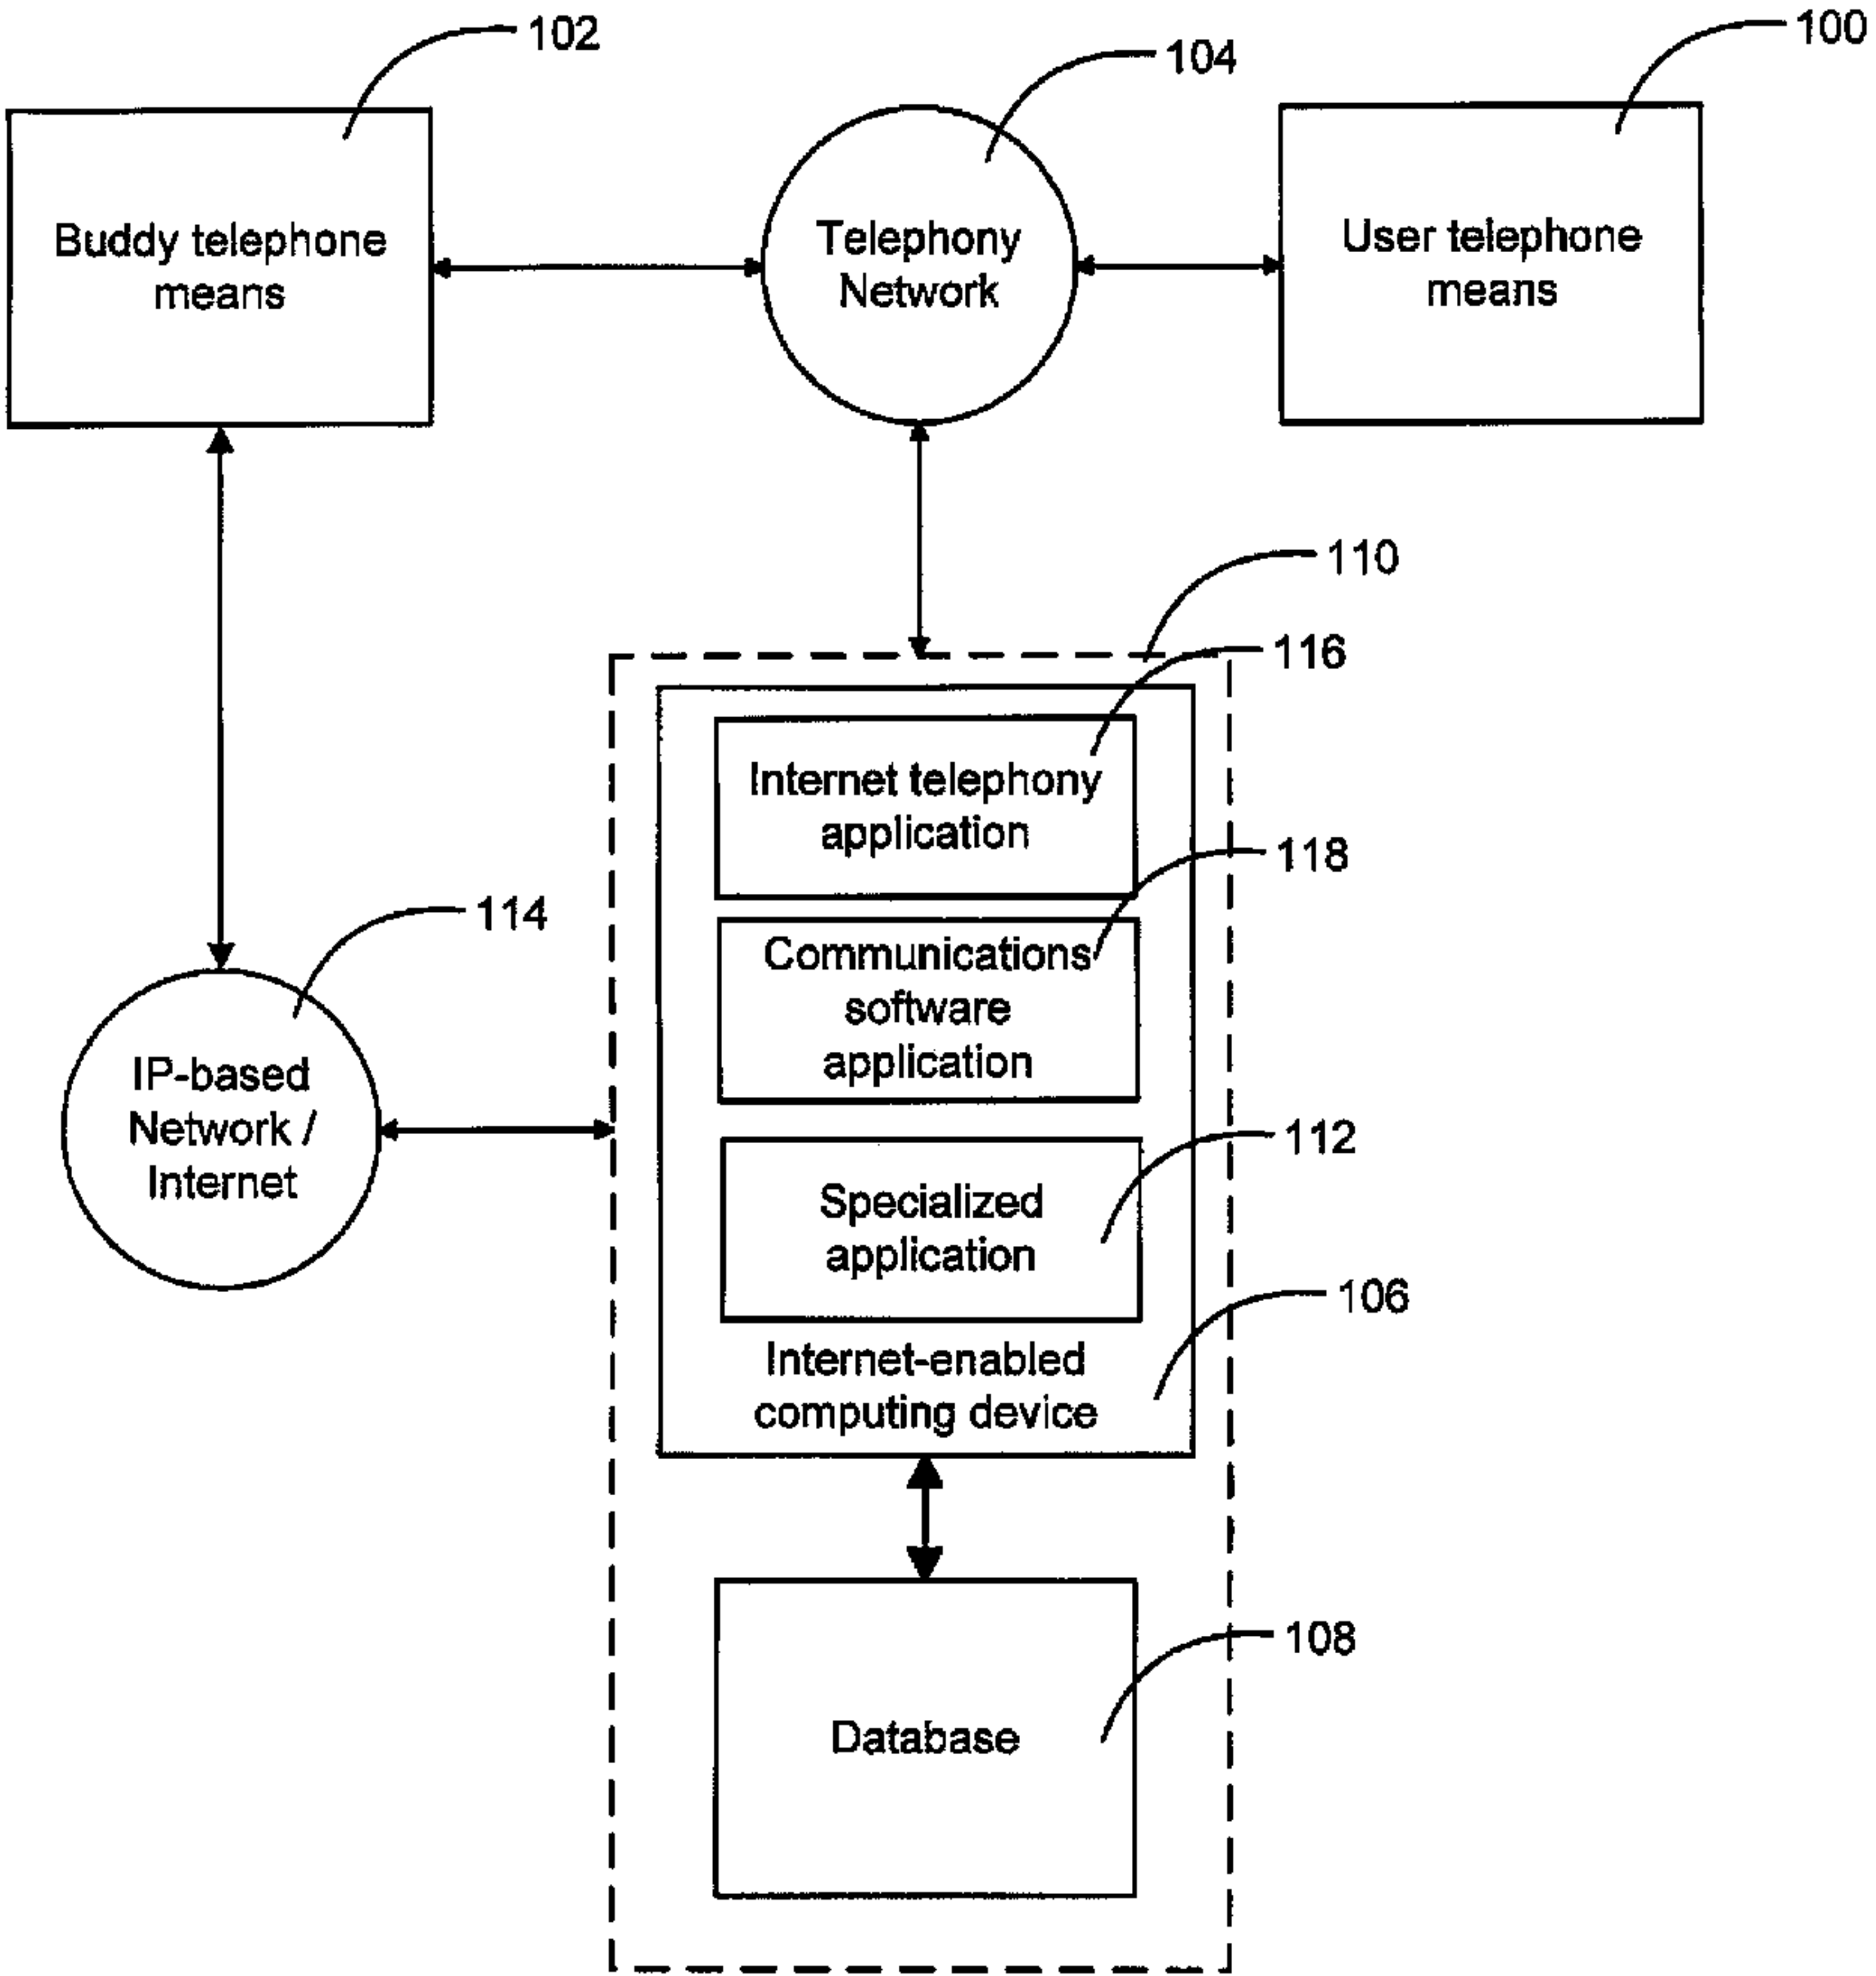 102
104
100
Buddy telephone
means
Telephony
Network
User telephone
means
110
116
Internet telephony
application
118
114
Communications
software
application
IP-based
Network /
Internet
112
Specialized
application
106
Internet-enabled
computing device
108
Database